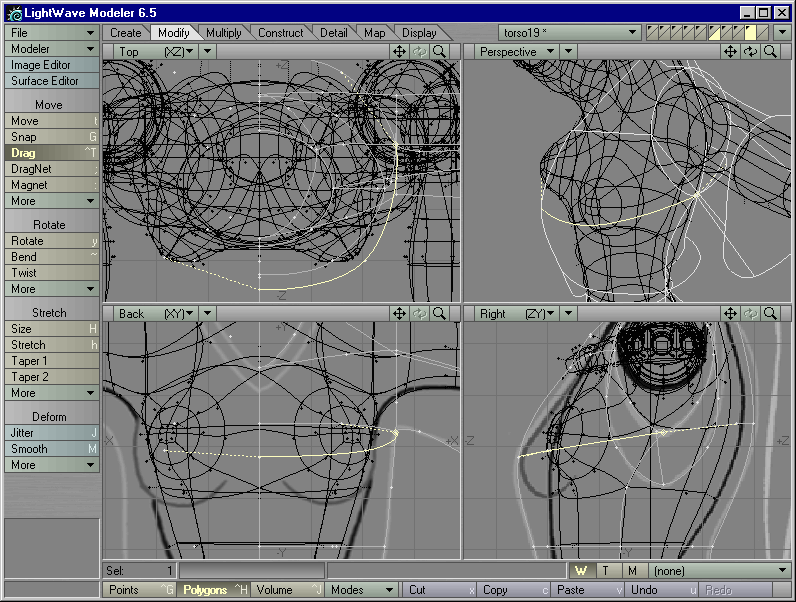 LightWave Modeler 6.5
File
Create Modify Multiply Construct Detail Map Display torso19 *
Modeler
Image Editor
Surface Editor
Top (XZ)
Perspective
Move
Move t
Snap G
Drag ^T
DragNet ;
Magnet :
More
Rotate
Rotate y
Bend ~
Twist
More
Stretch
Size H
Stretch h
Taper 1
Taper 2
More
Deform
Jitter J
Smooth M
More
+Z
-Z
Back (XY)
Right (ZY)
+Y
-X
+X
-Y
-Z
+Z
-Y
Sel: 1
W T M (none)
Points ^G Polygons ^H Volume ^J Modes Cut x Copy c Paste v Undo u Redo